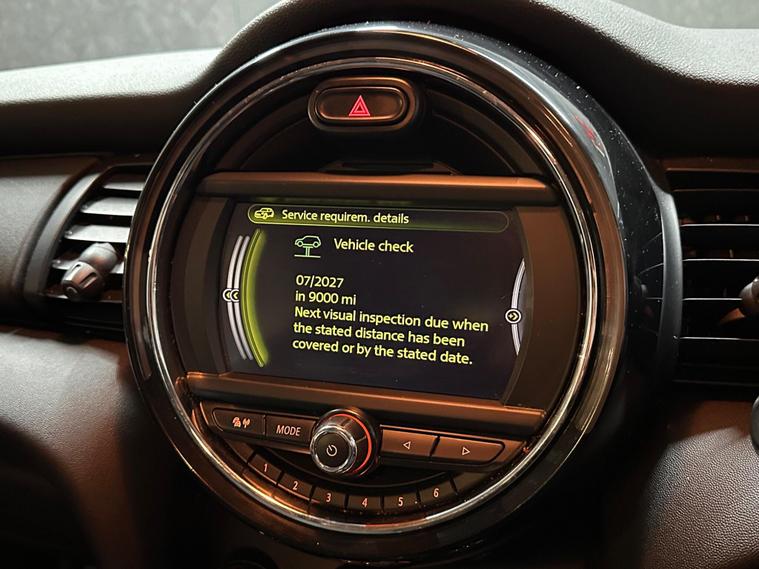 Service requirem. details
Vehicle check
07/2027
in 9000 mi
Next visual inspection due when
the stated distance has been
covered or by the stated date.
MODE
1 2 3 4 5 6